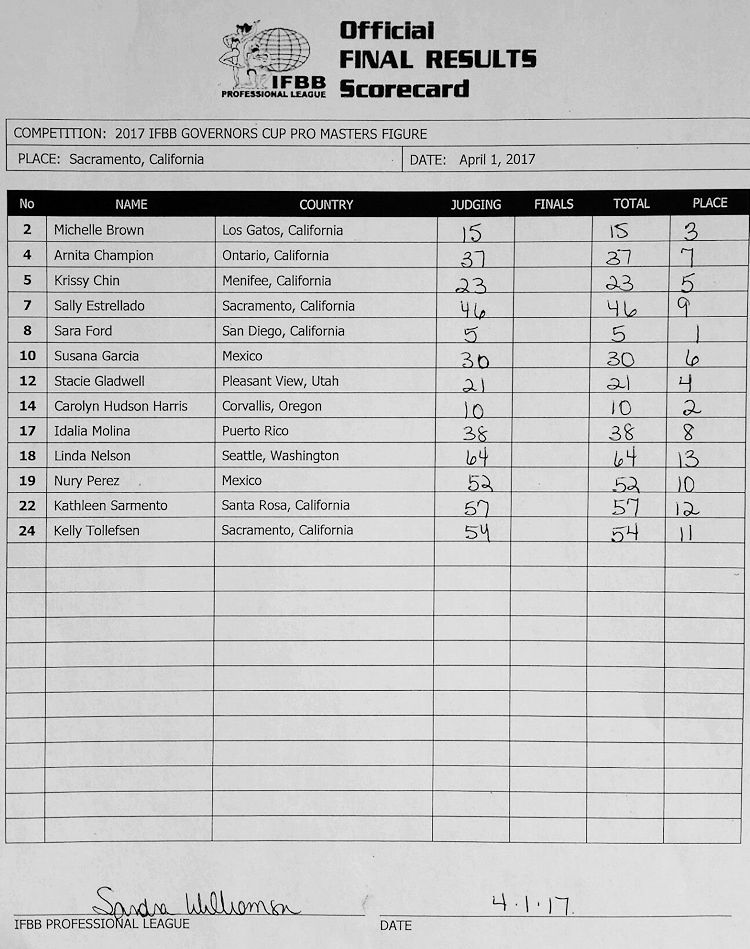 Official
FINAL RESULTS
Scorecard
IFBB
PROFESSIONAL LEAGUE
COMPETITION: 2017 IFBB GOVERNORS CUP PRO MASTERS FIGURE
PLACE: Sacramento, California DATE: April 1, 2017
No NAME COUNTRY JUDGING FINALS TOTAL PLACE
2 Michelle Brown Los Gatos, California 15 15 3
4 Arnita Champion Ontario, California 37 37 7
5 Krissy Chin Menifee, California 23 23 5
7 Sally Estrellado Sacramento, California 46 46 9
8 Sara Ford San Diego, California 5 5 1
10 Susana Garcia Mexico 30 30 6
12 Stacie Gladwell Pleasant View, Utah 21 21 4
14 Carolyn Hudson Harris Corvallis, Oregon 10 10 2
17 Idalia Molina Puerto Rico 38 38 8
18 Linda Nelson Seattle, Washington 64 64 13
19 Nury Perez Mexico 52 52 10
22 Kathleen Sarmento Santa Rosa, California 57 57 12
24 Kelly Tollefsen Sacramento, California 54 54 11
Sandra Williamson 4.1.17.
IFBB PROFESSIONAL LEAGUE DATE